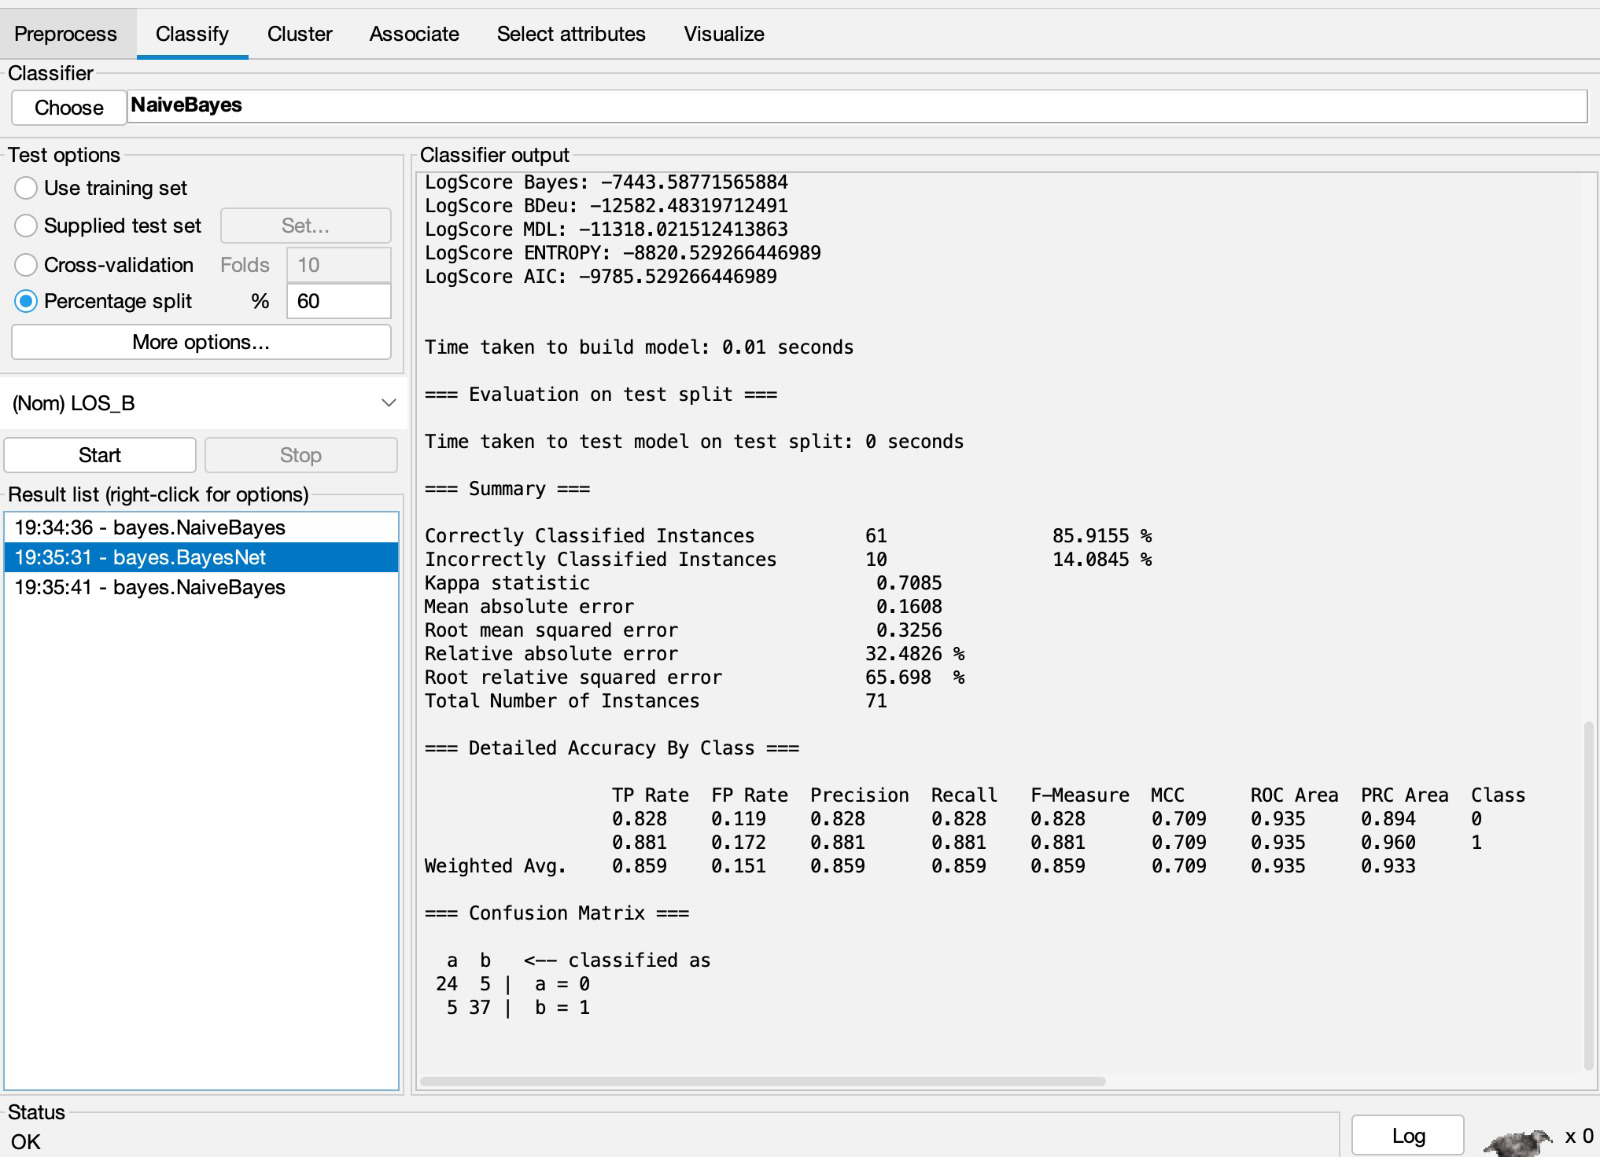 Preprocess Classify Cluster Associate Select attributes Visualize
Classifier
Choose NaiveBayes
Test options
Use training set
Supplied test set Set...
Cross-validation Folds 10
Percentage split % 60
More options...
(Nom) LOS_B
Start Stop
Result list (right-click for options)
19:34:36 - bayes.NaiveBayes
19:35:31 - bayes.BayesNet
19:35:41 - bayes.NaiveBayes
Classifier output
LogScore Bayes: -7443.58771565884
LogScore BDeu: -12582.48319712491
LogScore MDL: -11318.021512413863
LogScore ENTROPY: -8820.529266446989
LogScore AIC: -9785.529266446989
Time taken to build model: 0.01 seconds
=== Evaluation on test split ===
Time taken to test model on test split: 0 seconds
=== Summary ===
Correctly Classified Instances 61 85.9155 %
Incorrectly Classified Instances 10 14.0845 %
Kappa statistic 0.7085
Mean absolute error 0.1608
Root mean squared error 0.3256
Relative absolute error 32.4826 %
Root relative squared error 65.698 %
Total Number of Instances 71
=== Detailed Accuracy By Class ===
TP Rate FP Rate Precision Recall F-Measure MCC ROC Area PRC Area Class
0.828 0.119 0.828 0.828 0.828 0.709 0.935 0.894 0
0.881 0.172 0.881 0.881 0.881 0.709 0.935 0.960 1
Weighted Avg. 0.859 0.151 0.859 0.859 0.859 0.709 0.935 0.933
=== Confusion Matrix ===
a b <-- classified as
24 5 | a = 0
5 37 | b = 1
Status
OK
Log x 0